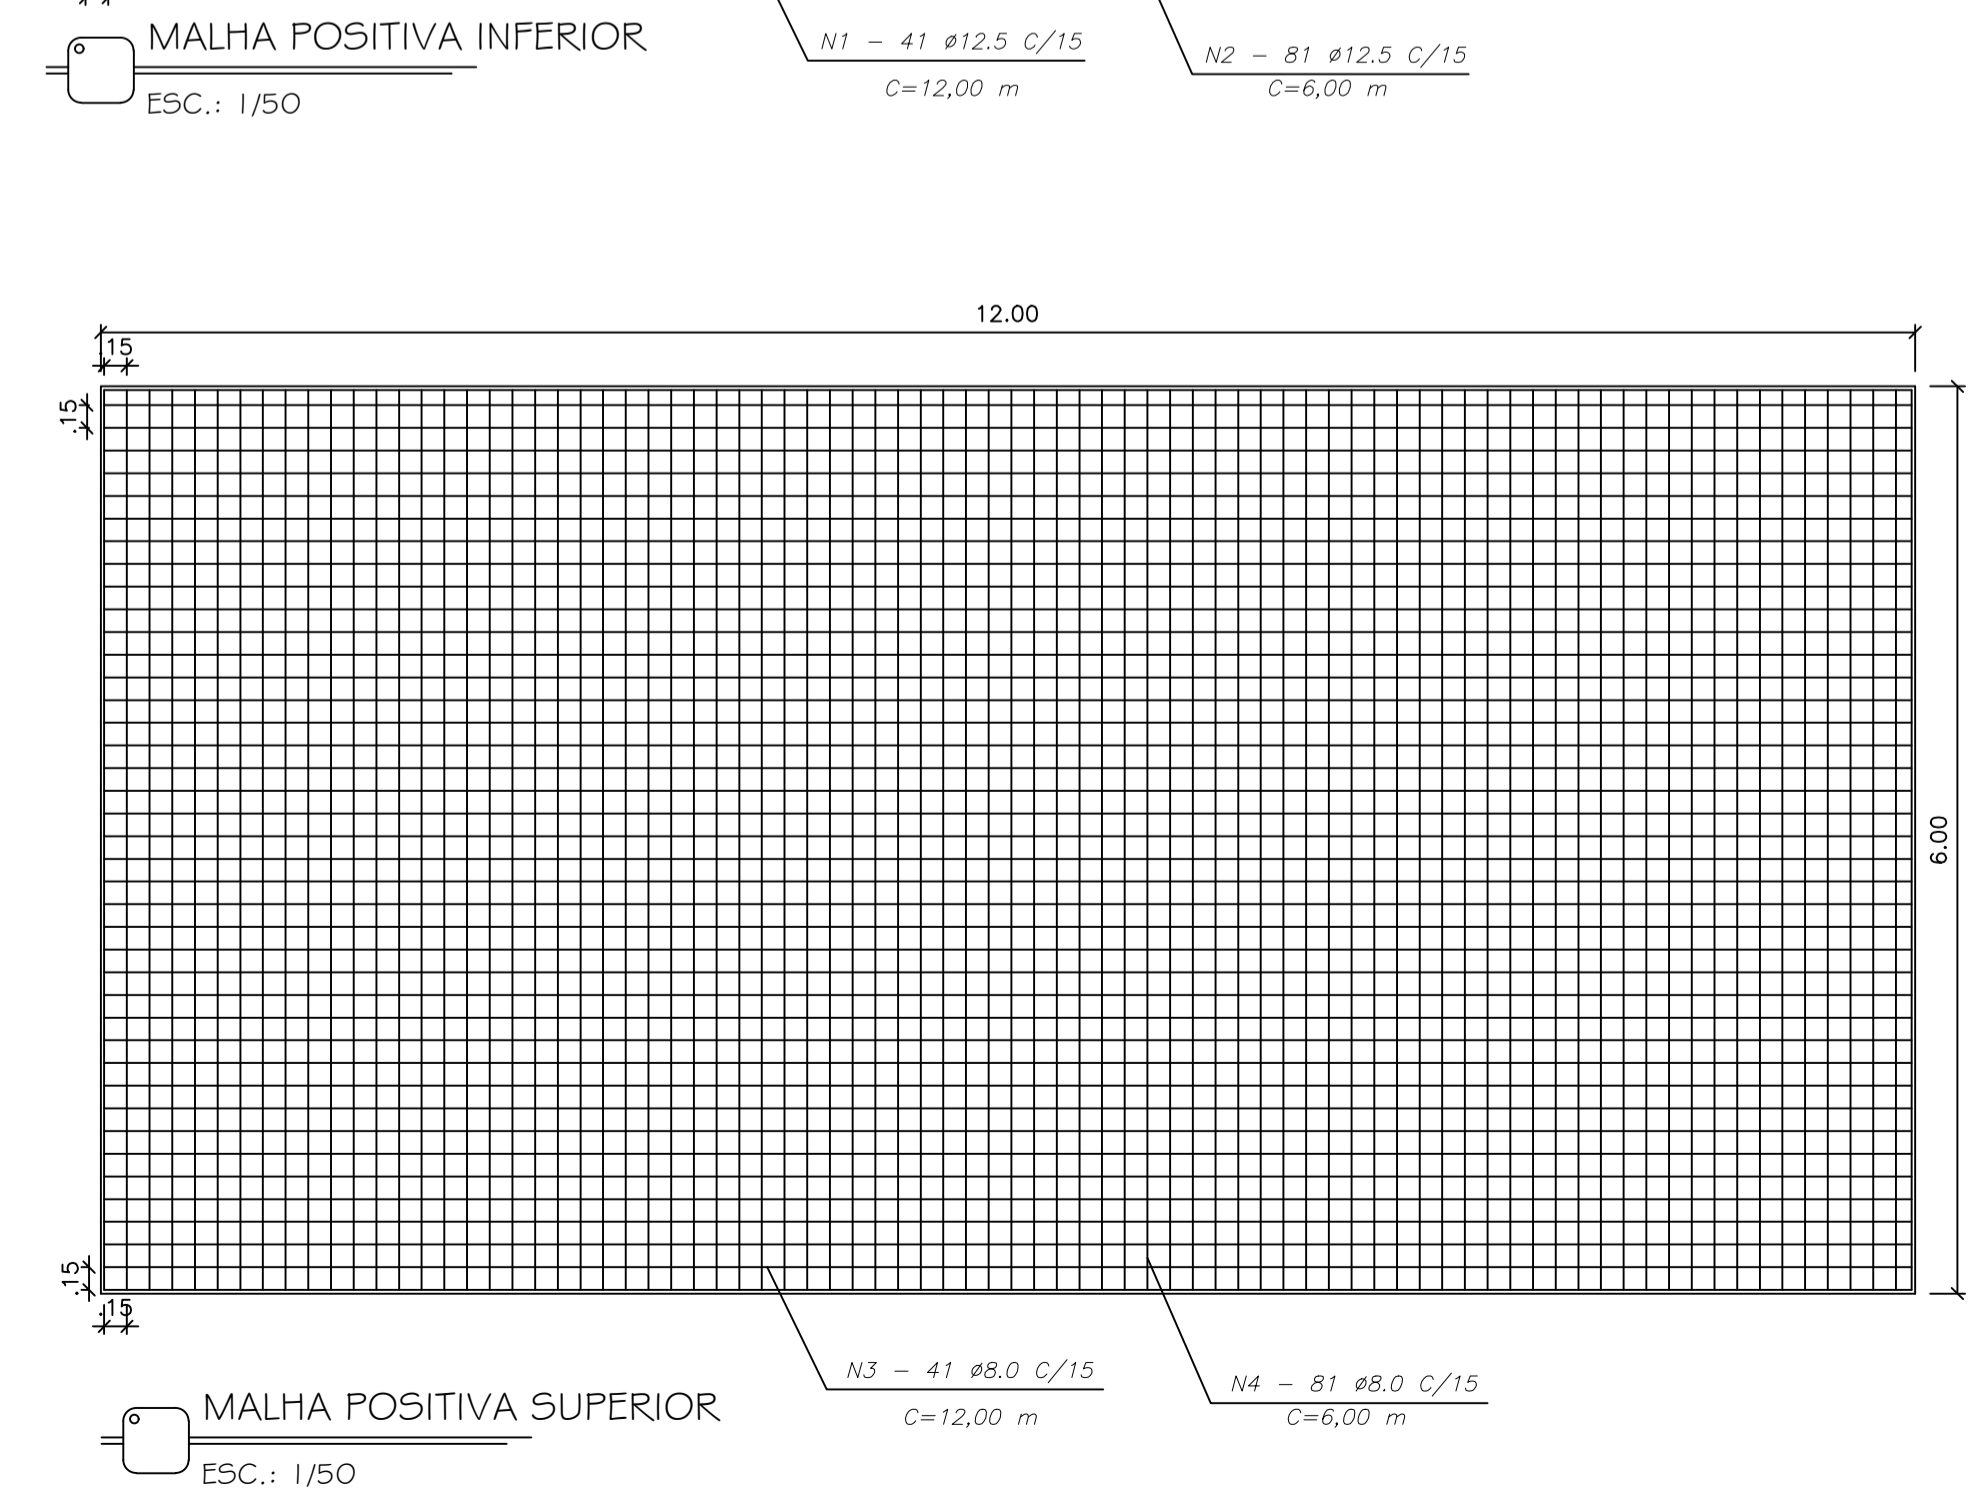 MALHA POSITIVA INFERIOR
ESC.: 1/50
N1 - 41 ø12.5 C/15
C=12,00 m
N2 - 81 ø12.5 C/15
C=6,00 m
12.00
.15
.15
6.00
.15
.15
N3 - 41 ø8.0 C/15
C=12,00 m
N4 - 81 ø8.0 C/15
C=6,00 m
MALHA POSITIVA SUPERIOR
ESC.: 1/50